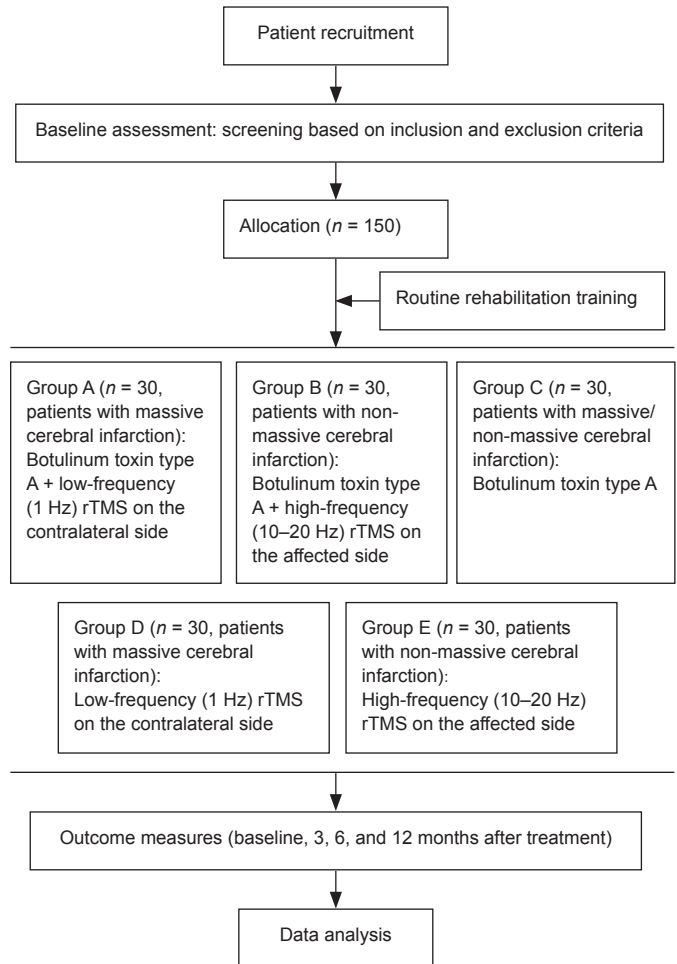 Patient recruitment
Baseline assessment: screening based on inclusion and exclusion criteria
Allocation (n = 150)
Routine rehabilitation training
Group A (n = 30,
patients with massive
cerebral infarction):
Botulinum toxin type
A + low-frequency
(1 Hz) rTMS on the
contralateral side
Group B (n = 30,
patients with non-
massive cerebral
infarction):
Botulinum toxin type
A + high-frequency
(10–20 Hz) rTMS on
the affected side
Group C (n = 30,
patients with massive/
non-massive cerebral
infarction):
Botulinum toxin type A
Group D (n = 30, patients
with massive cerebral
infarction):
Low-frequency (1 Hz) rTMS
on the contralateral side
Group E (n = 30, patients
with non-massive cerebral
infarction):
High-frequency (10–20 Hz)
rTMS on the affected side
Outcome measures (baseline, 3, 6, and 12 months after treatment)
Data analysis